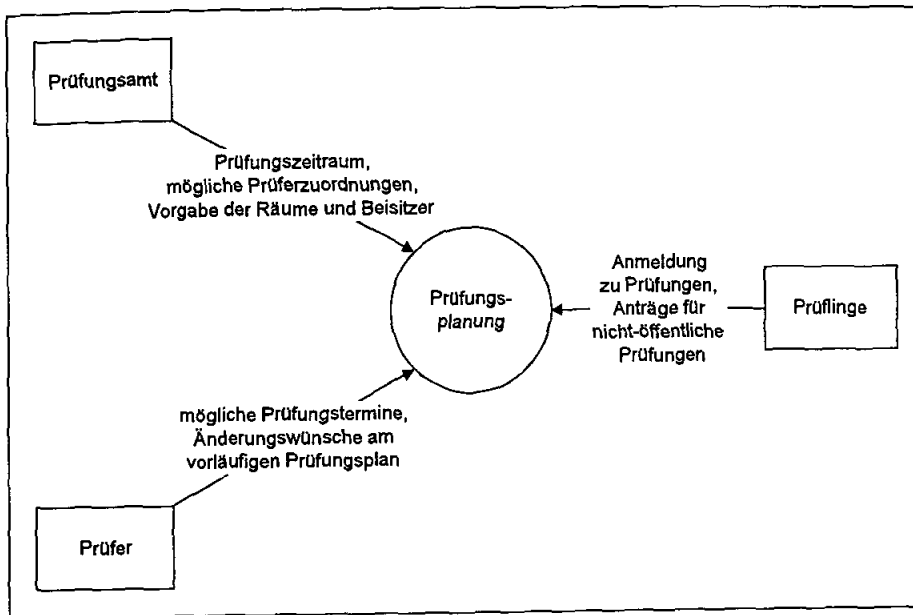 Prüfungsamt
Prüfungszeitraum,
mögliche Prüferzuordnungen,
Vorgabe der Räume und Beisitzer
Prüfungs-
planung
Anmeldung
zu Prüfungen,
Anträge für
nicht-öffentliche
Prüfungen
Prüflinge
mögliche Prüfungstermine,
Änderungswünsche am
vorläufigen Prüfungsplan
Prüfer